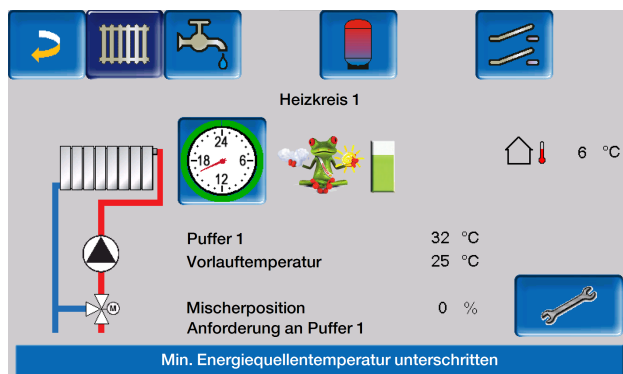 Heizkreis 1
24
18 6
12
6 °C
Puffer 1 32 °C
Vorlauftemperatur 25 °C
M
Mischerposition 0 %
Anforderung an Puffer 1
Min. Energiequellentemperatur unterschritten